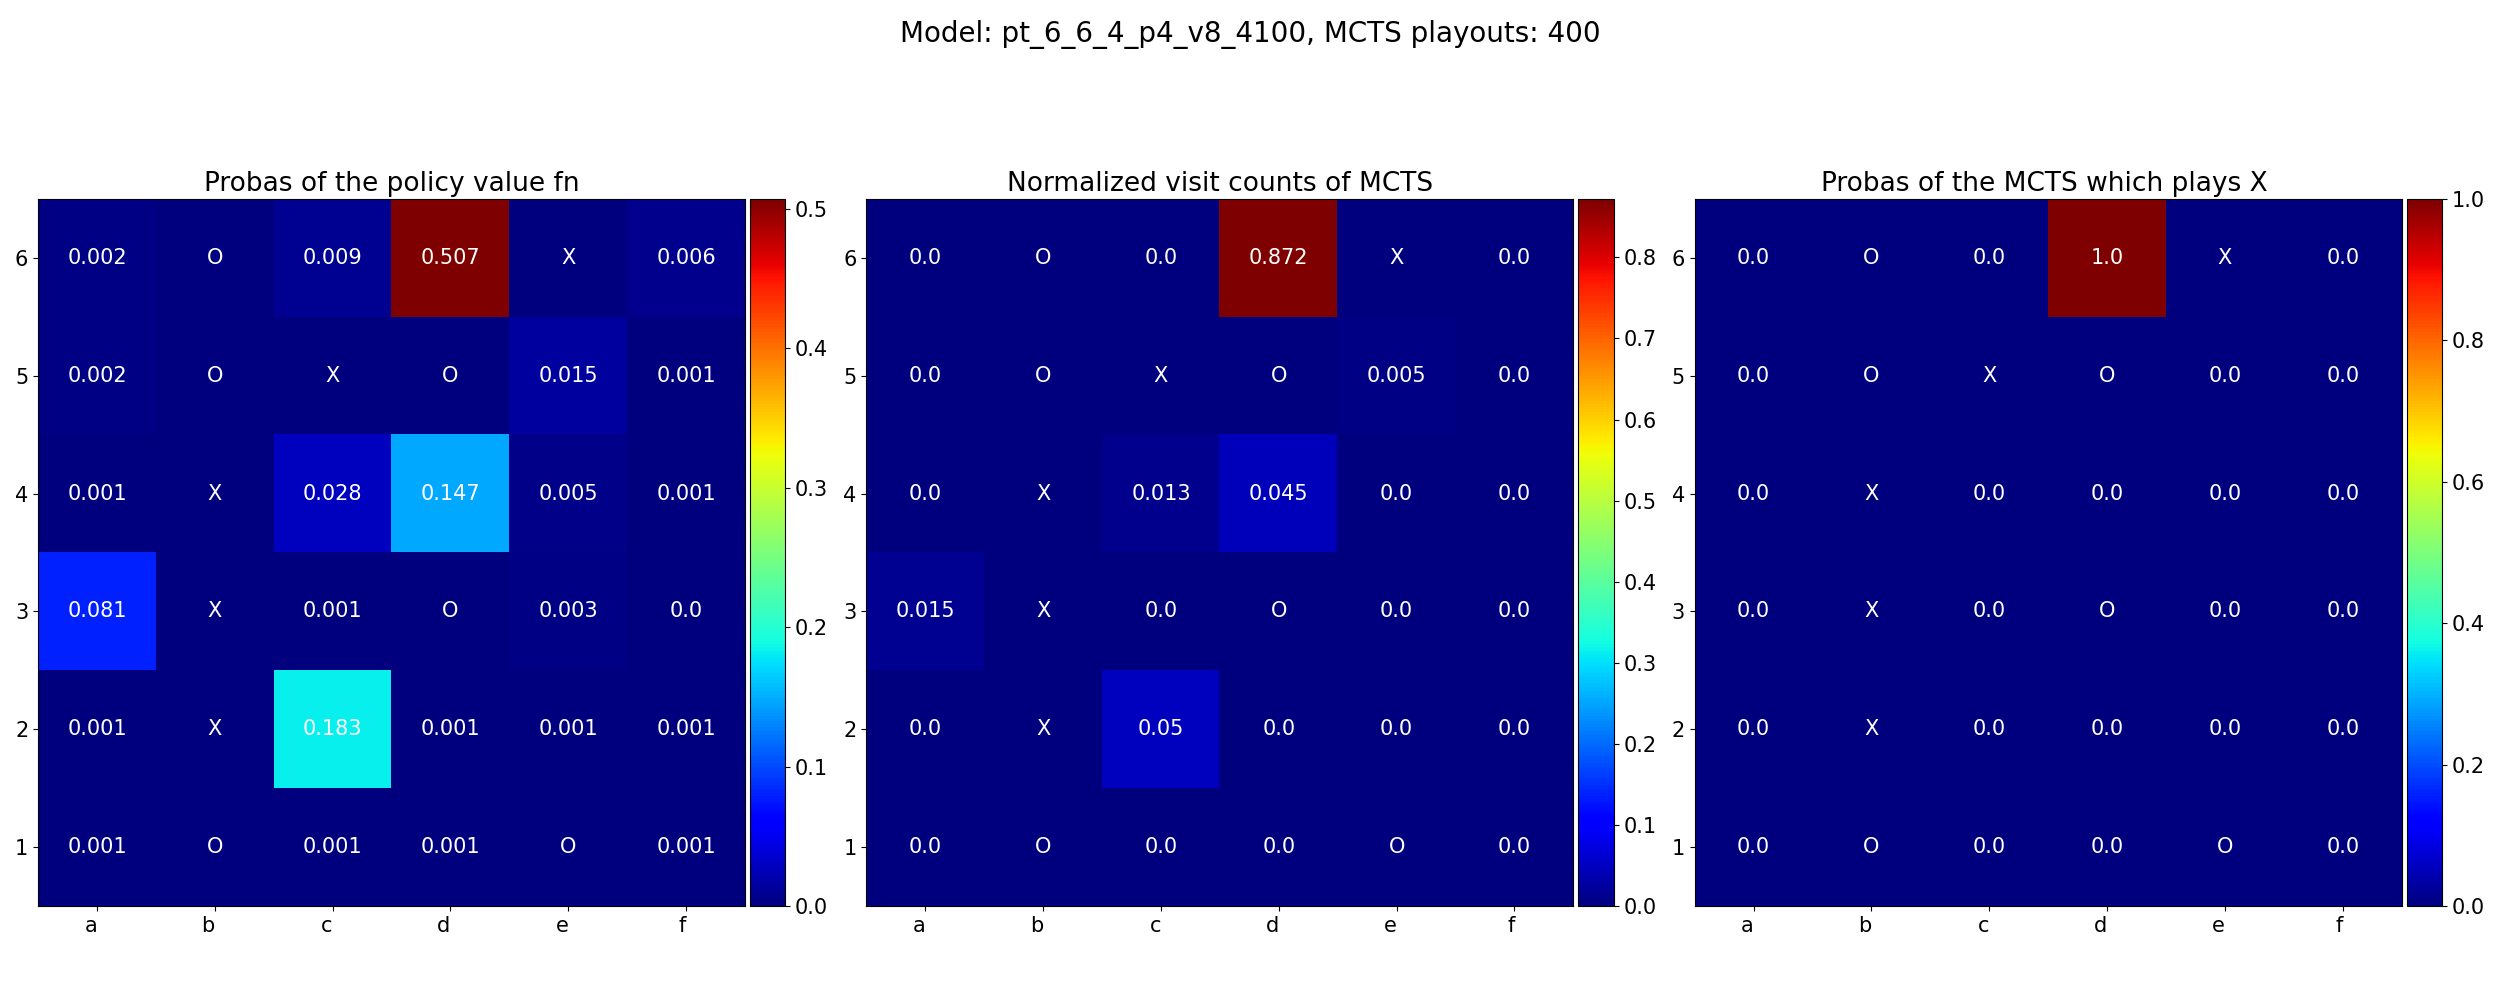 Model: pt_6_6_4_p4_v8_4100, MCTS playouts: 400
Probas of the policy value fn
6 0.002 O 0.009 0.507 X 0.006
5 0.002 O X O 0.015 0.001
4 0.001 X 0.028 0.147 0.005 0.001
3 0.081 X 0.001 O 0.003 0.0
2 0.001 X 0.183 0.001 0.001 0.001
1 0.001 O 0.001 0.001 O 0.001
a b c d e f
0.5
0.4
0.3
0.2
0.1
0.0
Normalized visit counts of MCTS
6 0.0 O 0.0 0.872 X 0.0
5 0.0 O X O 0.005 0.0
4 0.0 X 0.013 0.045 0.0 0.0
3 0.015 X 0.0 O 0.0 0.0
2 0.0 X 0.05 0.0 0.0 0.0
1 0.0 O 0.0 0.0 O 0.0
a b c d e f
0.8
0.7
0.6
0.5
0.4
0.3
0.2
0.1
0.0
Probas of the MCTS which plays X
6 0.0 O 0.0 1.0 X 0.0
5 0.0 O X O 0.0 0.0
4 0.0 X 0.0 0.0 0.0 0.0
3 0.0 X 0.0 O 0.0 0.0
2 0.0 X 0.0 0.0 0.0 0.0
1 0.0 O 0.0 0.0 O 0.0
a b c d e f
1.0
0.8
0.6
0.4
0.2
0.0